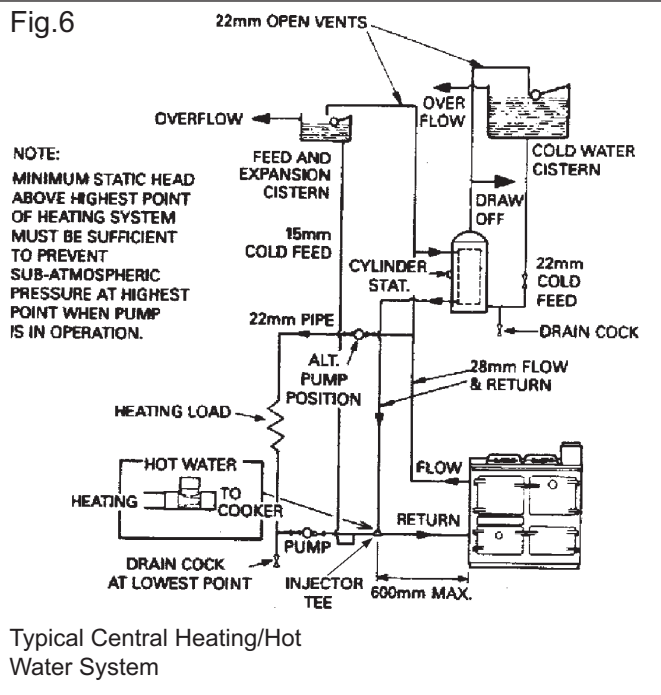 Fig.6
22mm OPEN VENTS
OVERFLOW
OVER
FLOW
NOTE:
MINIMUM STATIC HEAD
ABOVE HIGHEST POINT
OF HEATING SYSTEM
MUST BE SUFFICIENT
TO PREVENT
SUB-ATMOSPHERIC
PRESSURE AT HIGHEST
POINT WHEN PUMP
IS IN OPERATION.
FEED AND
EXPANSION
CISTERN
COLD WATER
CISTERN
DRAW
OFF
15mm
COLD FEED
CYLINDER
STAT.
22mm
COLD
FEED
DRAIN COCK
22mm PIPE
ALT.
PUMP
POSITION
28mm FLOW
& RETURN
HEATING LOAD
HOT WATER
HEATING
TO
COOKER
FLOW
RETURN
PUMP
DRAIN COCK
AT LOWEST POINT
INJECTOR
TEE
600mm MAX.
Typical Central Heating/Hot
Water System